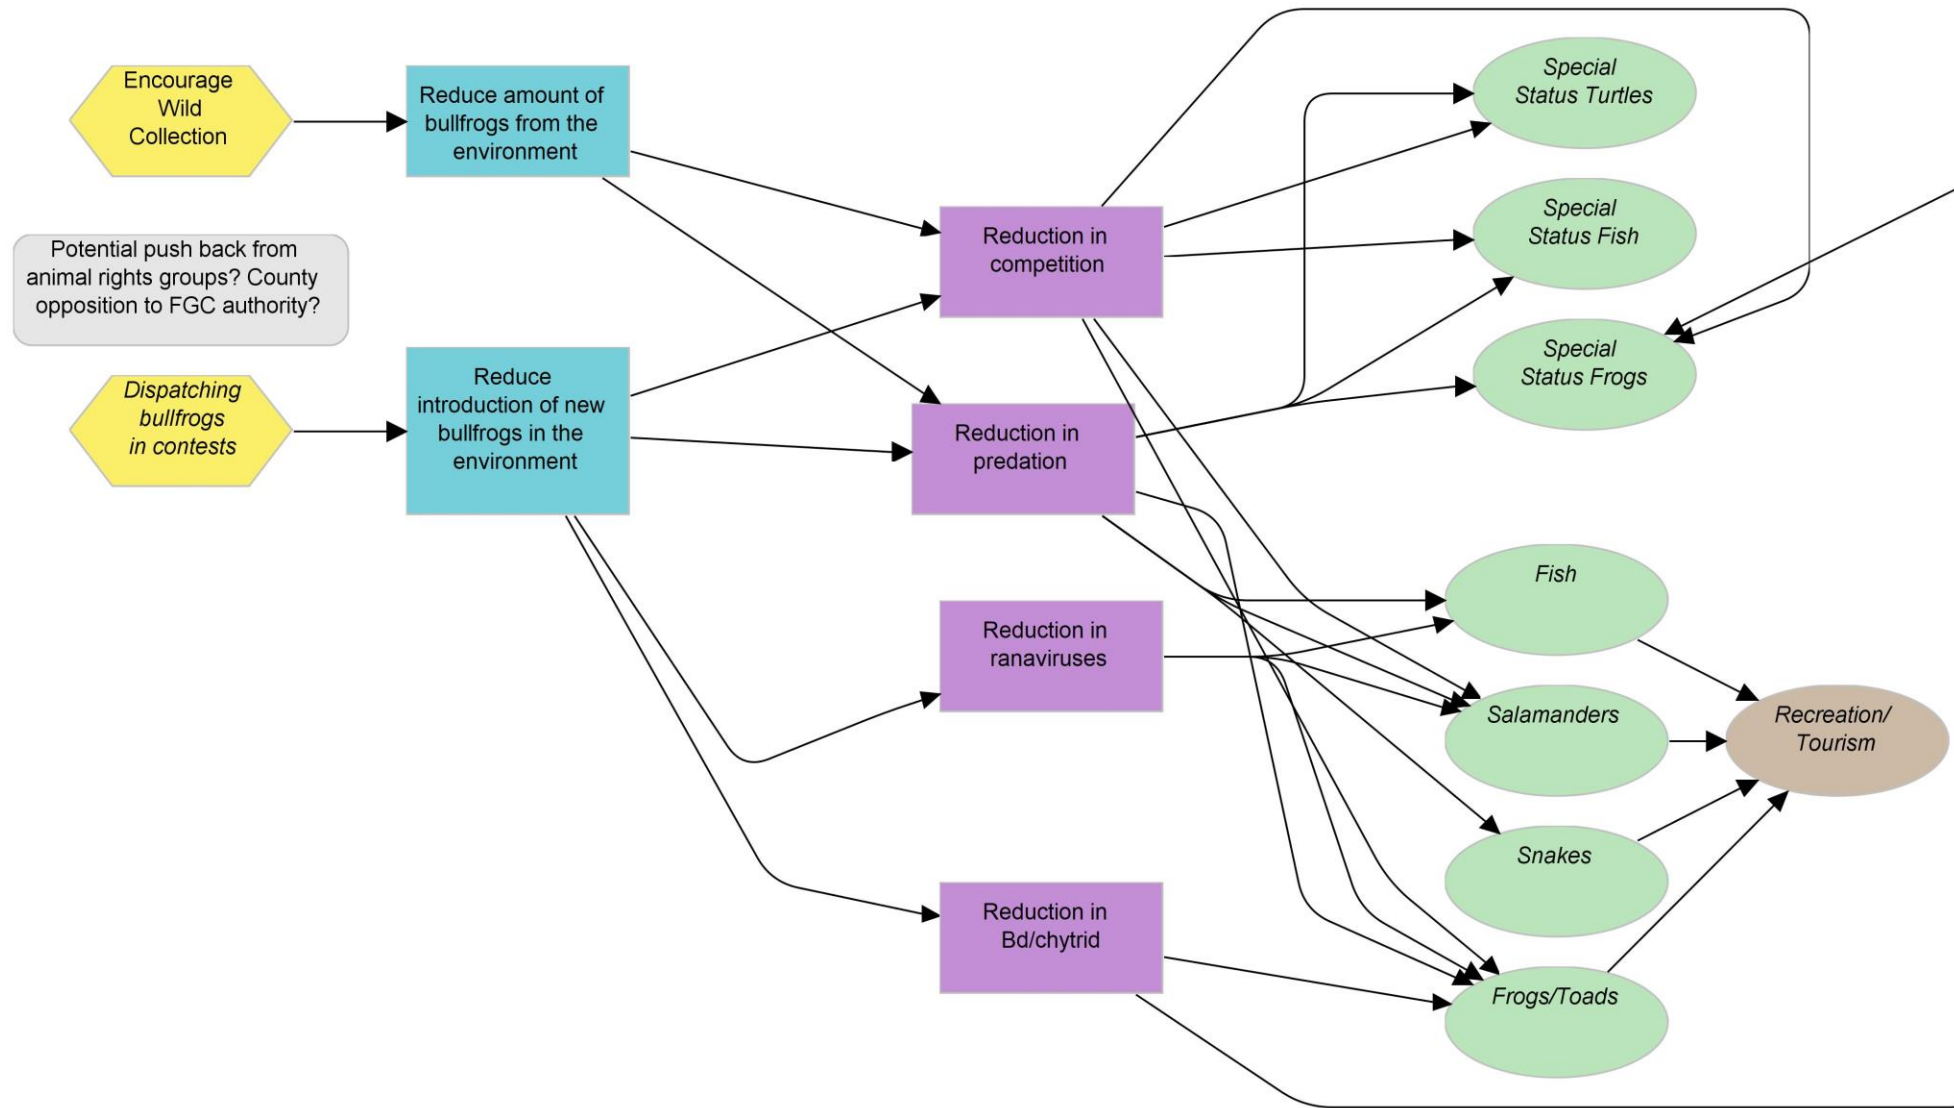 Encourage
Wild
Collection
Reduce amount of
bullfrogs from the
environment
Potential push back from
animal rights groups? County
opposition to FGC authority?
Dispatching
bullfrogs
in contests
Reduce
introduction of new
bullfrogs in the
environment
Reduction in
competition
Reduction in
predation
Reduction in
ranaviruses
Reduction in
Bd/chytrid
Special
Status Turtles
Special
Status Fish
Special
Status Frogs
Fish
Salamanders
Snakes
Frogs/Toads
Recreation/
Tourism